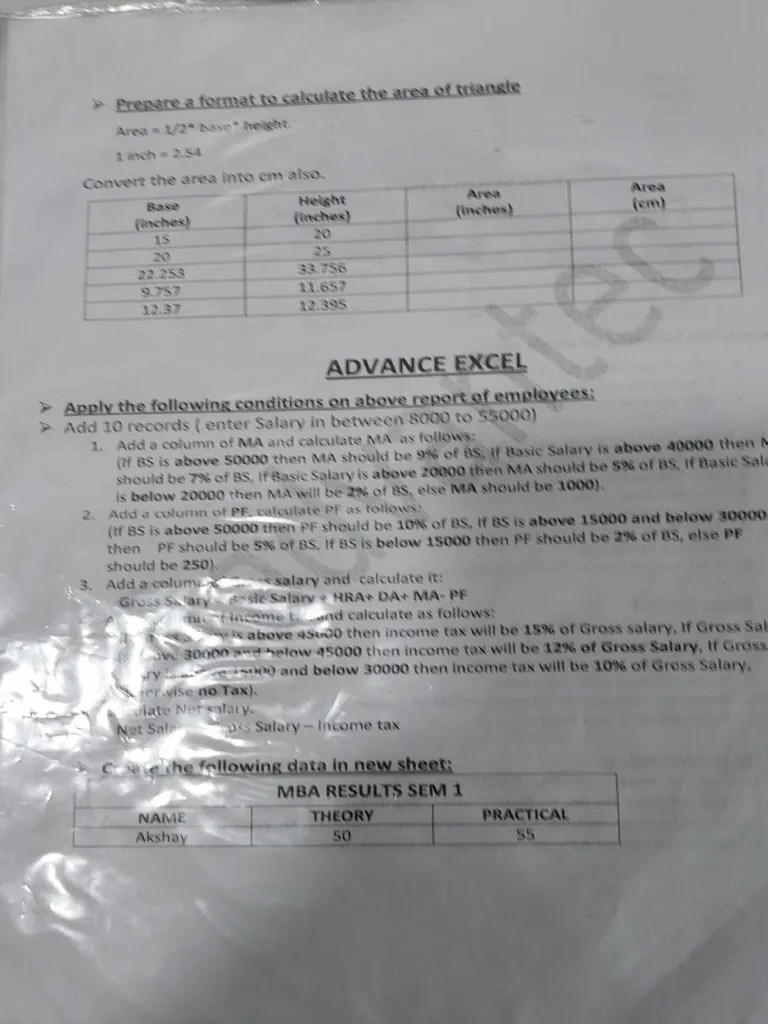 ➢ Prepare a format to calculate the area of triangle
Area = 1/2* base* height.
1 inch = 2.54
Convert the area into cm also.
Base (inches) Height (inches) Area (inches) Area (cm)
15 20
20 25
22.253 33.756
9.757 11.657
12.37 12.395
ADVANCE EXCEL
➢ Apply the following conditions on above report of employees:
➢ Add 10 records ( enter Salary in between 8000 to 55000)
1. Add a column of MA and calculate MA as follows:
(If BS is above 50000 then MA should be 9% of BS, If Basic Salary is above 40000 then
should be 7% of BS, If Basic Salary is above 20000 then MA should be 5% of BS, If Basic
is below 20000 then MA will be 2% of BS, else MA should be 1000).
2. Add a column of PF, calculate PF as follows:
(If BS is above 50000 then PF should be 10% of BS, If BS is above 15000 and below 30000
then PF should be 5% of BS, If BS is below 15000 then PF should be 2% of BS, else PF
should be 250).
3. Add a salary and calculate it:
Gross Salary Basic Salary + HRA+ DA+ MA- PF
income and calculate as follows:
is above 45000 then income tax will be 15% of Gross salary, If Gross
30000 and below 45000 then income tax will be 12% of Gross Salary, If Gross
and below 30000 then income tax will be 10% of Gross Salary,
no Tax).
Net salary.
Net Salary Salary – Income tax
➢ Create the following data in new sheet:
MBA RESULTS SEM 1
NAME THEORY PRACTICAL
Akshay 50 55